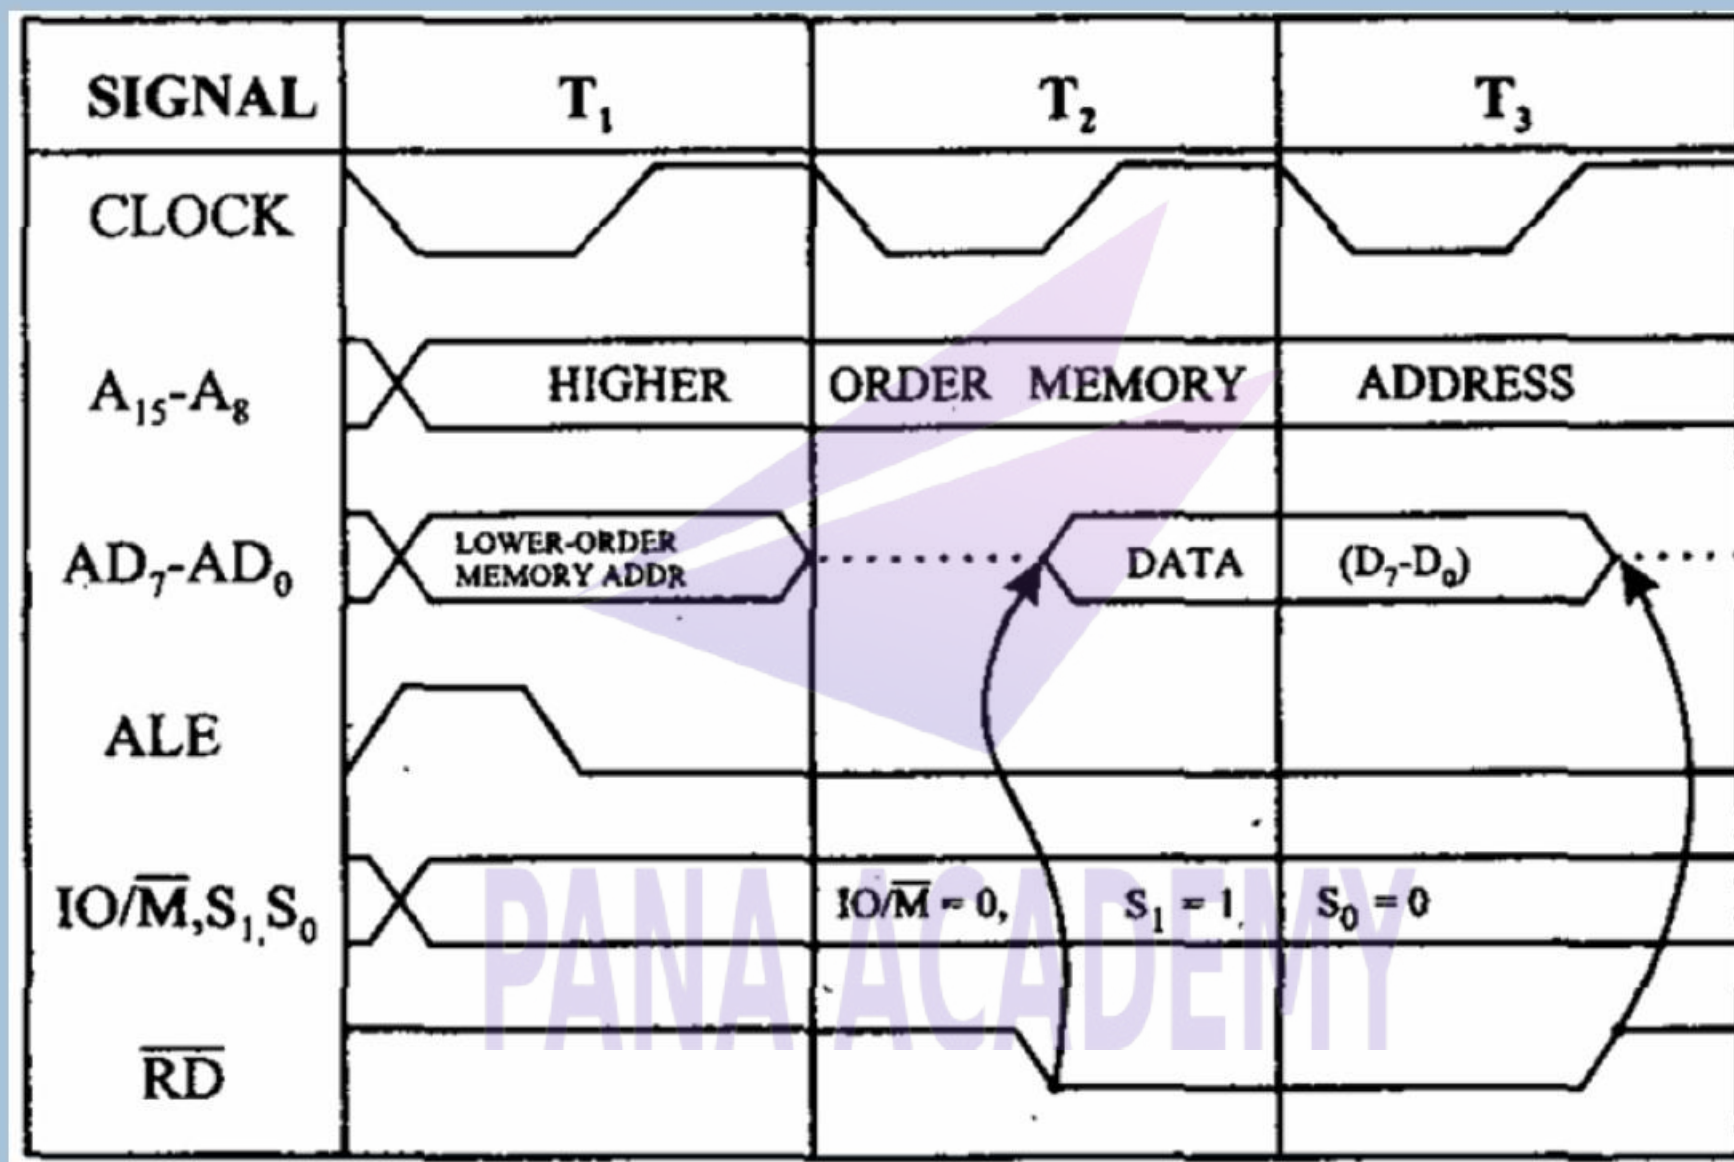 SIGNAL T₁ T₂ T₃
CLOCK
A₁₅-A₈ HIGHER ORDER MEMORY ADDRESS
AD₇-AD₀ LOWER-ORDER MEMORY ADDR DATA (D₇-D₀)
ALE
IO/M̅,S₁,S₀ IO/M̅ = 0, S₁ = 1, S₀ = 0
R̅D̅
PANA ACADEMY